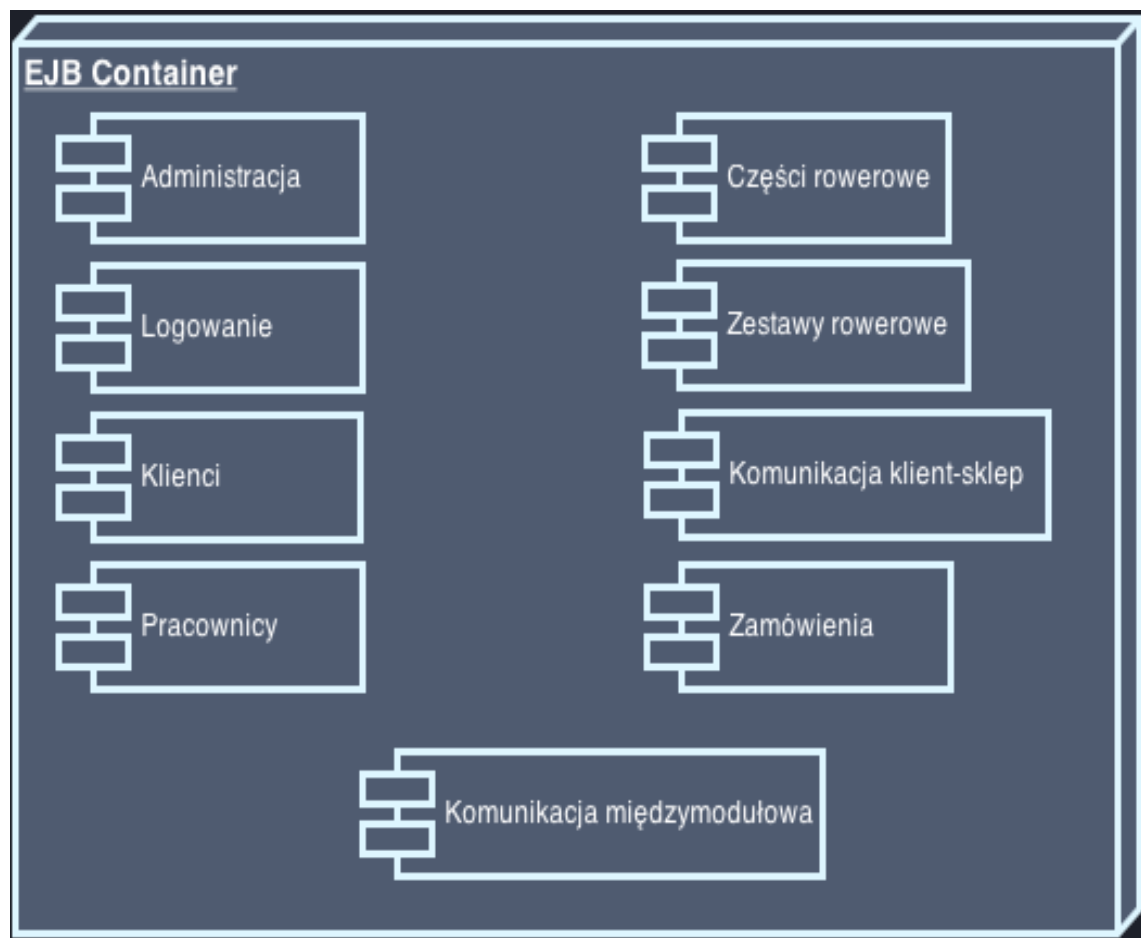 EJB Container
Administracja
Części rowerowe
Logowanie
Zestawy rowerowe
Klienci
Komunikacja klient-sklep
Pracownicy
Zamówienia
Komunikacja międzymodułowa